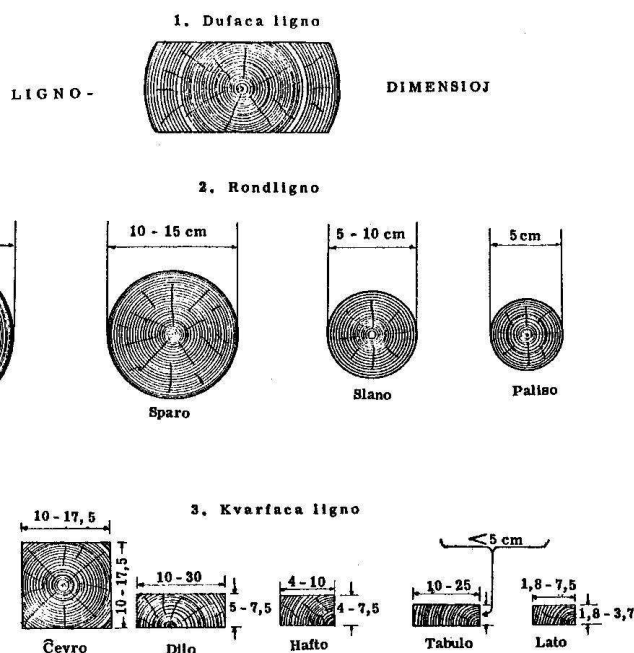 1. Dufaca ligno
LIGNO-
DIMENSIOJ
2. Rondligno
10 - 15 cm
5 - 10 cm
5 cm
Sparo
Slano
Paliso
3. Kvarfaca ligno
10 - 17,5
10 - 17,5
Ĉevro
10 - 30
5 - 7,5
Dilo
4 - 10
4 - 7,5
Hafto
< 5 cm
10 - 25
Tabulo
1,8 - 7,5
1,8 - 3,7
Lato